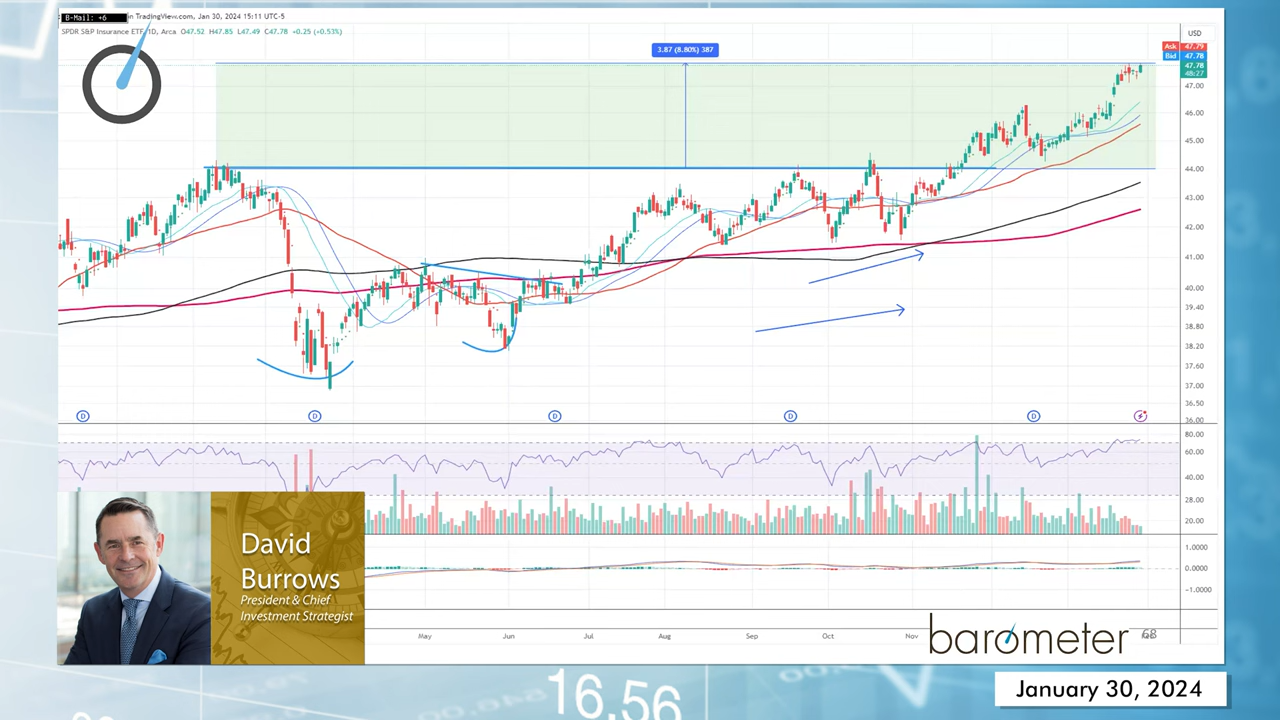 B-Mail: +6 in TradingView.com, Jan 30, 2024 15:11 UTC-5
SPDR S&P Insurance ETF, 1D, Arca O47.52 H47.85 L47.49 C47.78 +0.25 (+0.53%)
USD
3.87 (8.80%) 387
Ask 47.79
Bid 47.78
47.78
48:27
47.00
46.00
45.00
44.00
43.00
42.00
41.00
40.00
39.40
38.80
38.20
37.60
37.00
36.50
36.00
D D D D D
80.00
60.00
40.00
28.00
20.00
1.0000
0.0000
−1.0000
David
Burrows
President & Chief
Investment Strategist
May Jun Jul Aug Sep Oct Nov
barometer
68
January 30, 2024
16.56